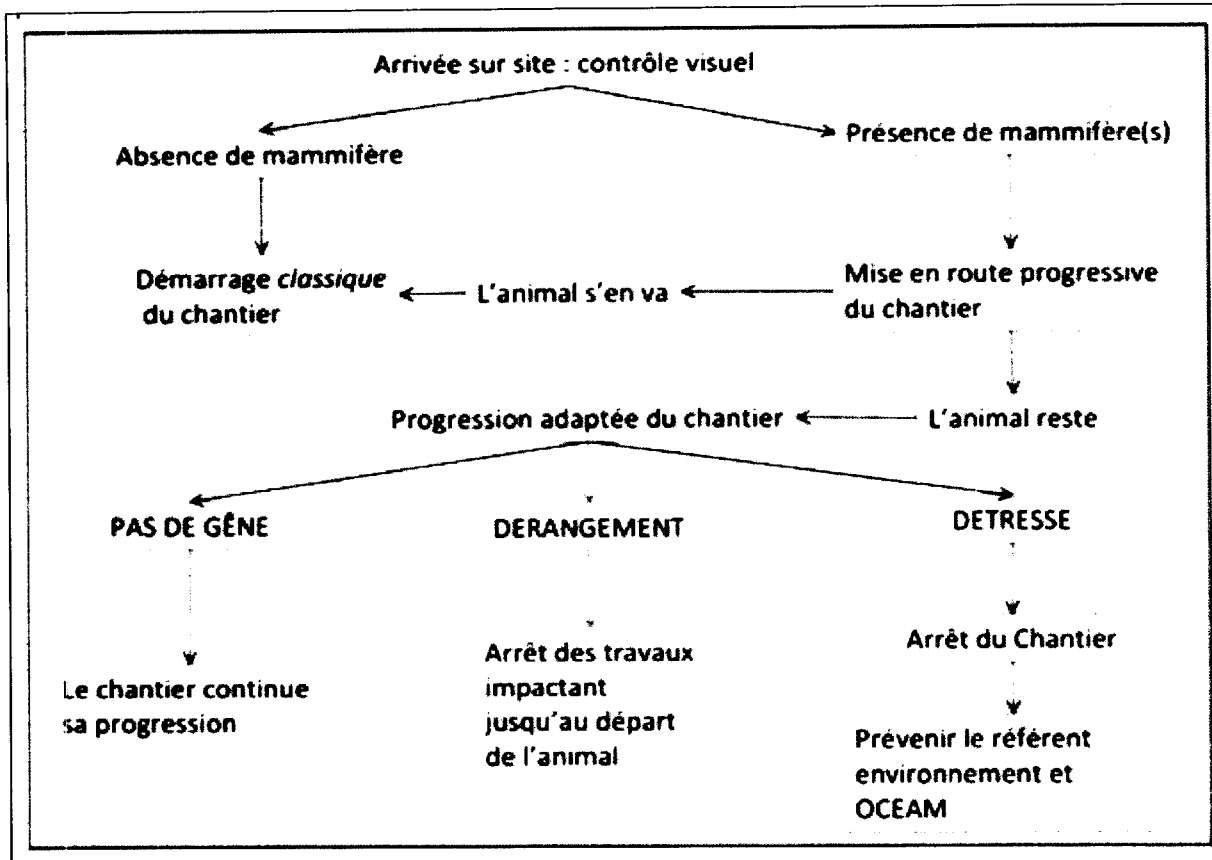 Arrivée sur site : contrôle visuel
Absence de mammifère
Présence de mammifère(s)
Démarrage classique
du chantier
L'animal s'en va
Mise en route progressive
du chantier
Progression adaptée du chantier
L'animal reste
PAS DE GÊNE
DERANGEMENT
DETRESSE
Le chantier continue
sa progression
Arrêt des travaux
impactant
jusqu'au départ
de l'animal
Arrêt du Chantier
Prévenir le référent
environnement et
OCEAM